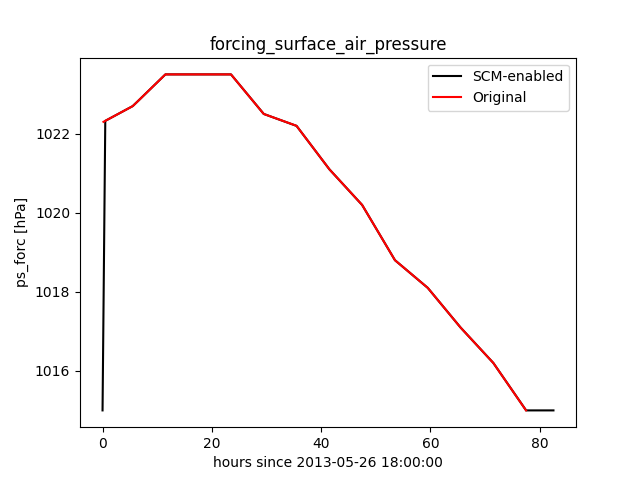 forcing_surface_air_pressure
SCM-enabled
Original
ps_forc [hPa]
1022
1020
1018
1016
0 20 40 60 80
hours since 2013-05-26 18:00:00